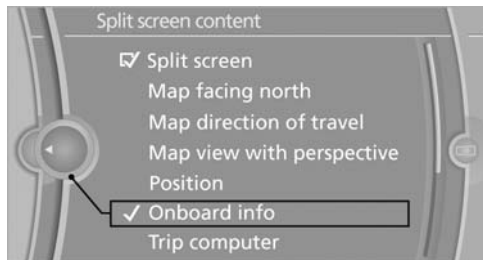 Split screen content
Split screen
Map facing north
Map direction of travel
Map view with perspective
Position
Onboard info
Trip computer